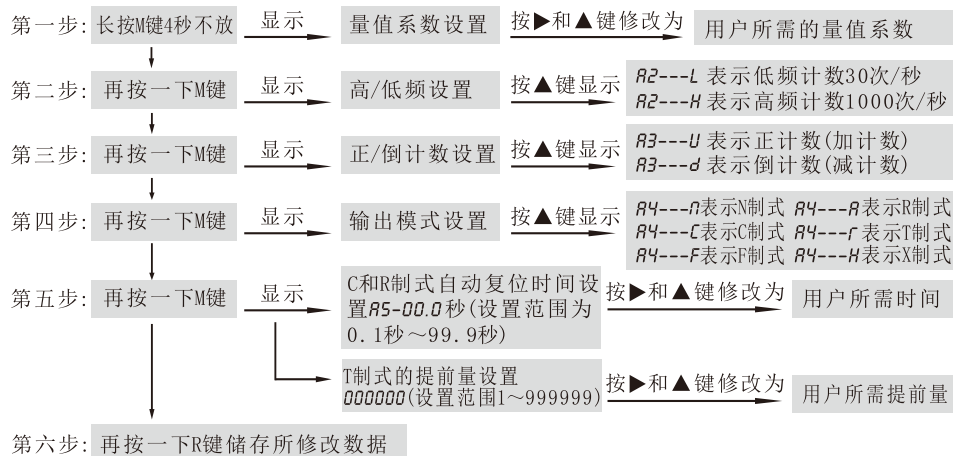 第一步: 长按M键4秒不放 显示 量值系数设置 按▶和▲键修改为 用户所需的量值系数
第二步: 再按一下M键 显示 高/低频设置 按▲键显示 A2---L 表示低频计数30次/秒
A2---H 表示高频计数1000次/秒
第三步: 再按一下M键 显示 正/倒计数设置 按▲键显示 A3---U 表示正计数(加计数)
A3---d 表示倒计数(减计数)
第四步: 再按一下M键 显示 输出模式设置 按▲键显示 A4---n表示N制式 A4---A表示R制式
A4---C表示C制式 A4---r表示T制式
A4---F表示F制式 A4---H表示X制式
第五步: 再按一下M键 显示 C和R制式自动复位时间设
置A5-00.0秒(设置范围为
0.1秒～99.9秒) 按▶和▲键修改为 用户所需时间
T制式的提前量设置
000000(设置范围1～999999) 按▶和▲键修改为 用户所需提前量
第六步: 再按一下R键储存所修改数据